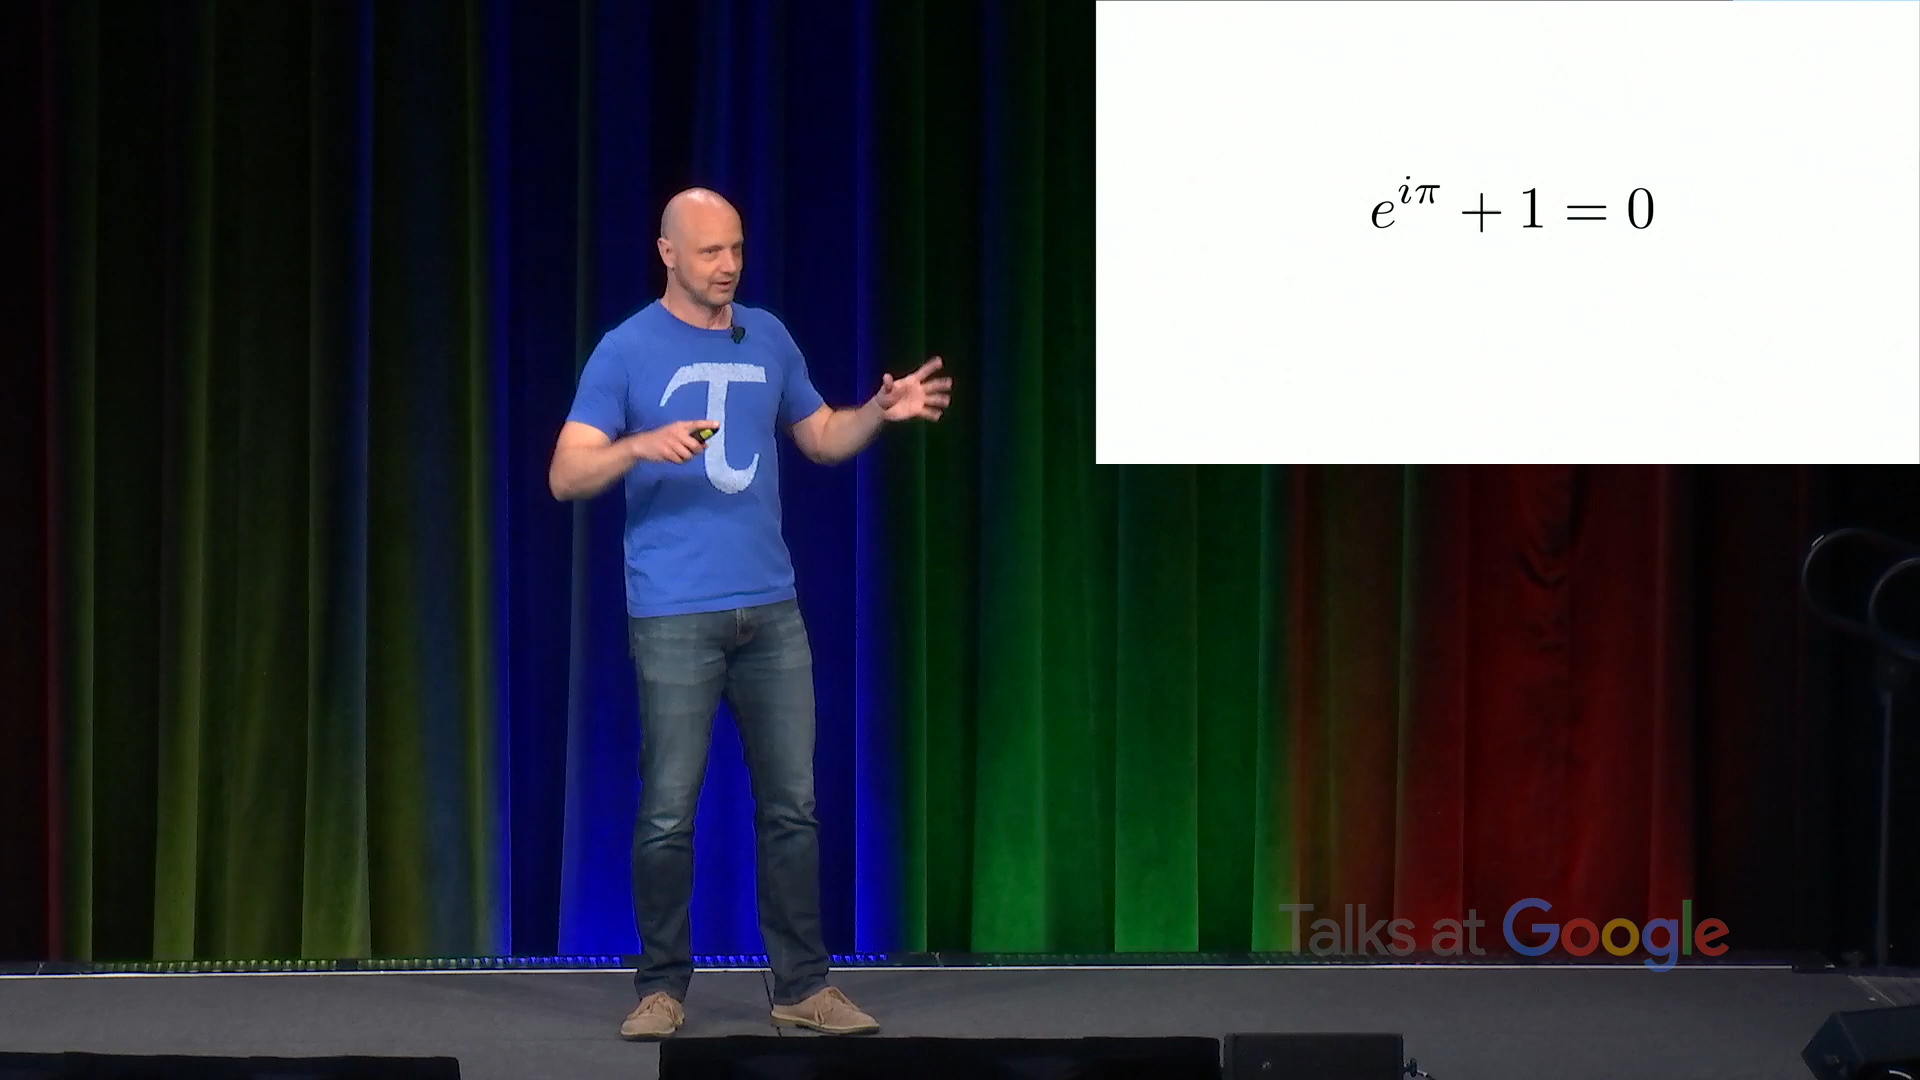 e^{iπ} + 1 = 0
τ
Talks at Google